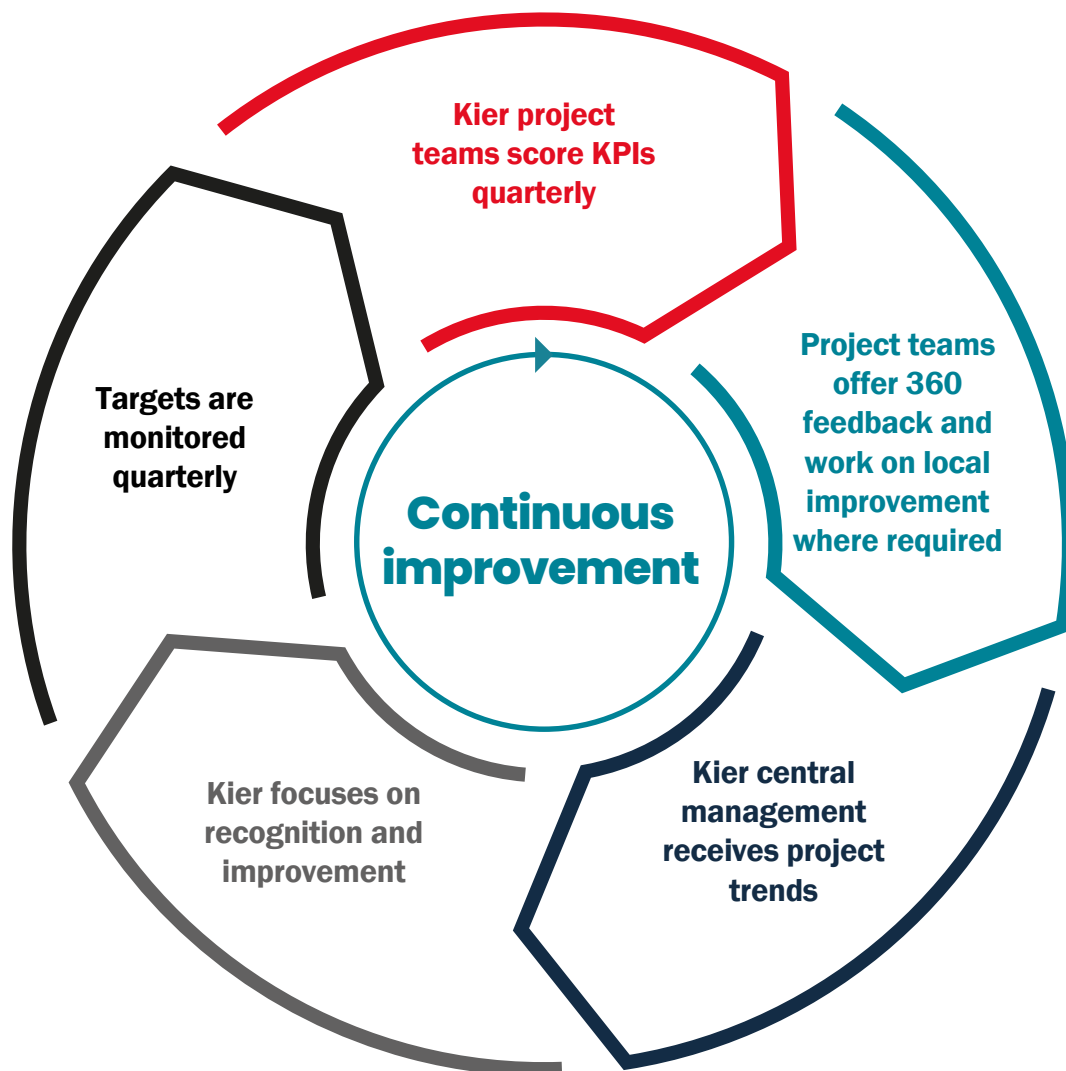 Kier project
teams score KPIs
quarterly
Project teams
offer 360
feedback and
work on local
improvement
where required
Kier central
management
receives project
trends
Kier focuses on
recognition and
improvement
Targets are
monitored
quarterly
Continuous
improvement